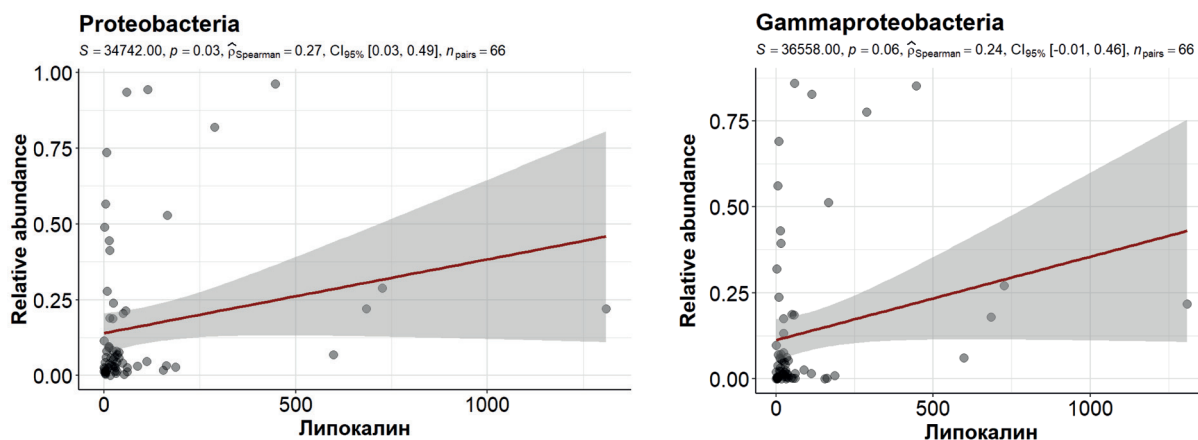 Proteobacteria
S = 34742.00, p = 0.03, ρ̂Spearman = 0.27, CI95% [0.03, 0.49], npairs = 66
Relative abundance
1.00
0.75
0.50
0.25
0.00
0
500
1000
Липокалин
Gammaproteobacteria
S = 36558.00, p = 0.06, ρ̂Spearman = 0.24, CI95% [-0.01, 0.46], npairs = 66
Relative abundance
0.75
0.50
0.25
0.00
0
500
1000
Липокалин